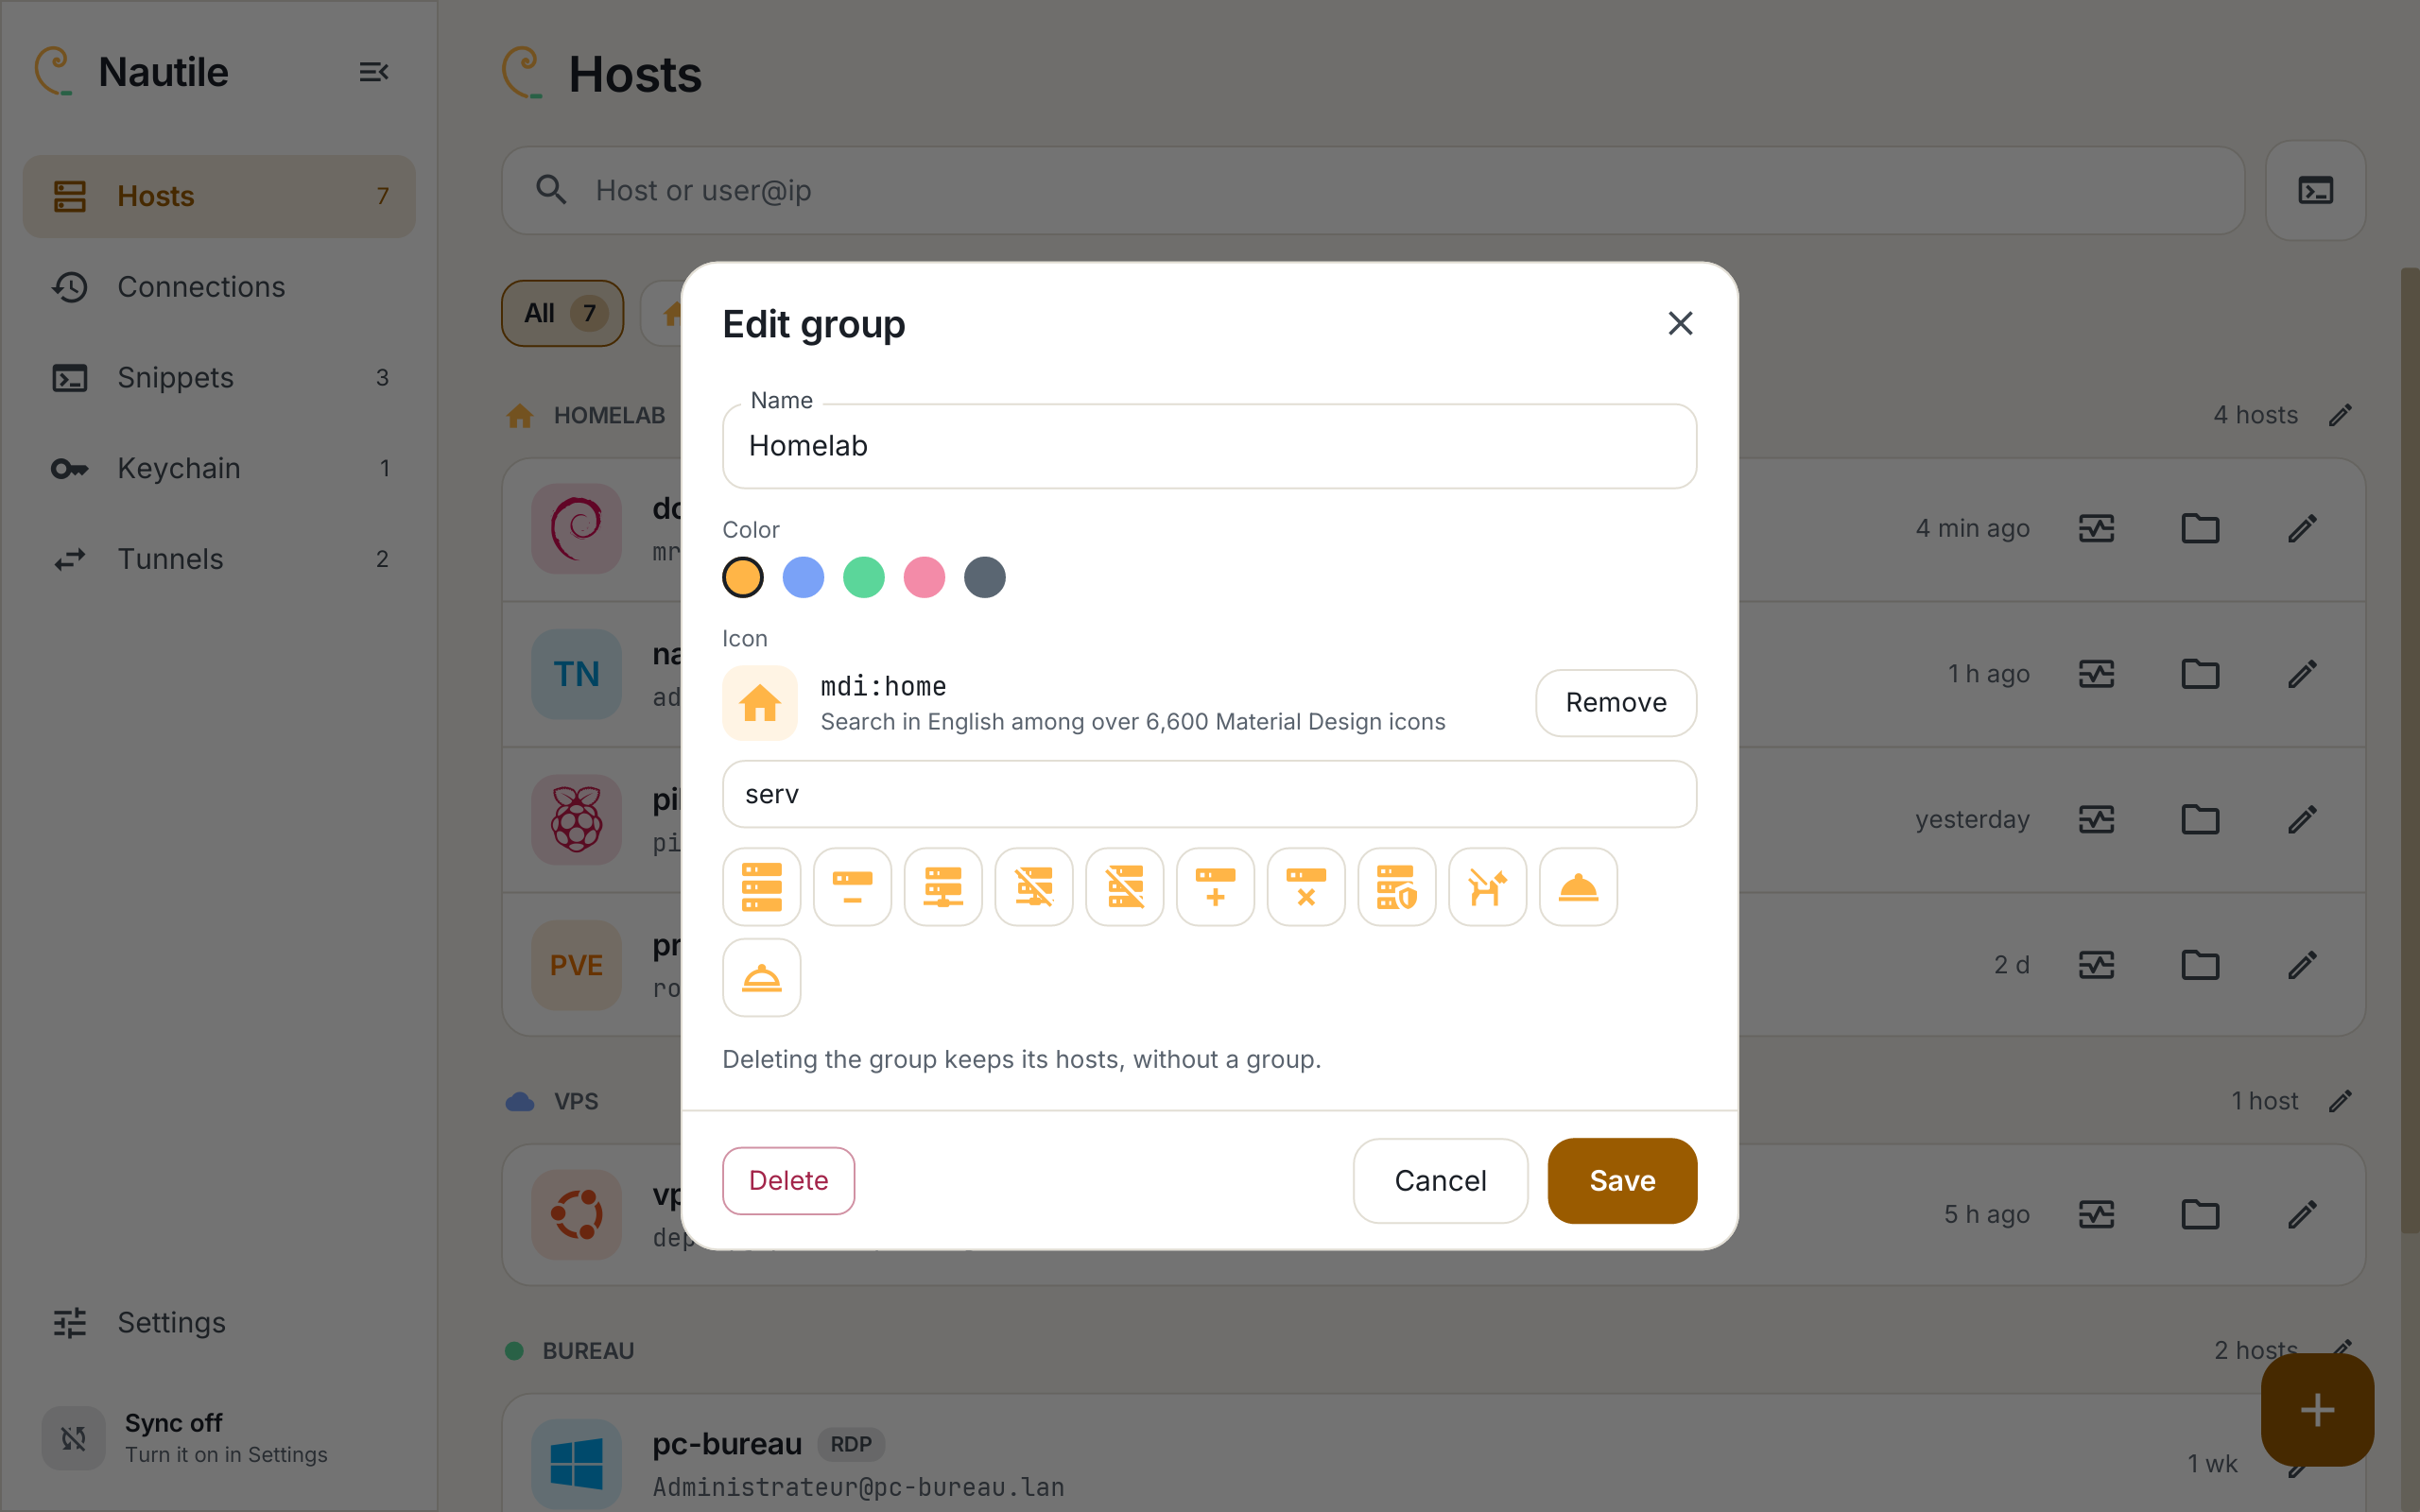 Nautile
Hosts 7
Connections
Snippets 3
Keychain 1
Tunnels 2
Settings
Sync off
Turn it on in Settings
Hosts
Host or user@ip
All 7
HOMELAB
4 hosts
4 min ago
TN
1 h ago
yesterday
PVE
2 d
VPS
1 host
5 h ago
BUREAU
2 hosts
pc-bureau RDP
Administrateur@pc-bureau.lan
1 wk
Edit group
Name
Homelab
Color
Icon
mdi:home
Search in English among over 6,600 Material Design icons
Remove
serv
Deleting the group keeps its hosts, without a group.
Delete
Cancel
Save